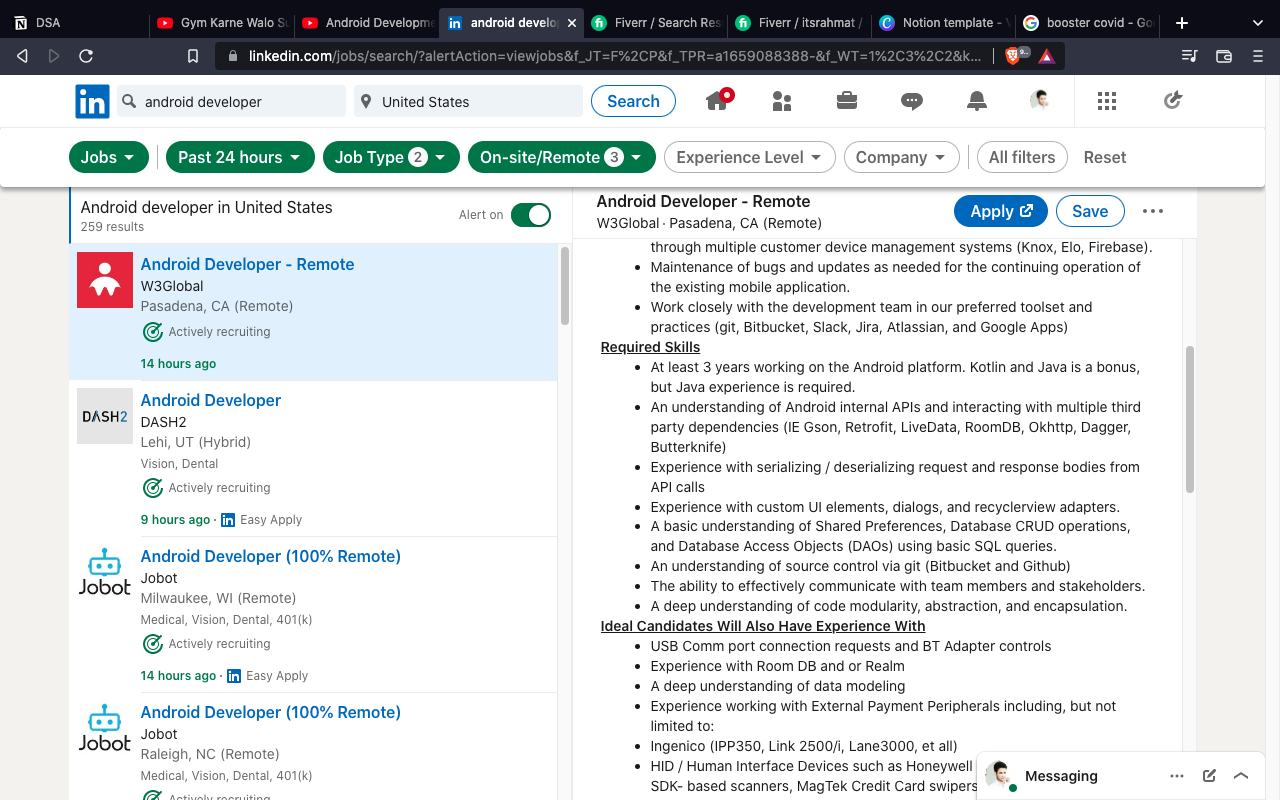 DSA
Gym Karne Walo Su
Android Developme
android develo
Fiverr / Search Res
Fiverr / itsrahmat /
Notion template -
booster covid - Go
linkedin.com/jobs/search/?alertAction=viewjobs&f_JT=F%2CP&f_TPR=a1659088388-&f_WT=1%2C3%2C2&k...
in
android developer
United States
Search
Jobs
Past 24 hours
Job Type 2
On-site/Remote 3
Experience Level
Company
All filters
Reset
Android developer in United States
259 results
Alert on
Android Developer - Remote
W3Global
Pasadena, CA (Remote)
Actively recruiting
14 hours ago
DASH2
Android Developer
DASH2
Lehi, UT (Hybrid)
Vision, Dental
Actively recruiting
9 hours ago · in Easy Apply
Jobot
Android Developer (100% Remote)
Jobot
Milwaukee, WI (Remote)
Medical, Vision, Dental, 401(k)
Actively recruiting
14 hours ago · in Easy Apply
Jobot
Android Developer (100% Remote)
Jobot
Raleigh, NC (Remote)
Medical, Vision, Dental, 401(k)
Actively recruiting
Android Developer - Remote
W3Global · Pasadena, CA (Remote)
Apply
Save
through multiple customer device management systems (Knox, Elo, Firebase).
• Maintenance of bugs and updates as needed for the continuing operation of
the existing mobile application.
• Work closely with the development team in our preferred toolset and
practices (git, Bitbucket, Slack, Jira, Atlassian, and Google Apps)
Required Skills
• At least 3 years working on the Android platform. Kotlin and Java is a bonus,
but Java experience is required.
• An understanding of Android internal APIs and interacting with multiple third
party dependencies (IE Gson, Retrofit, LiveData, RoomDB, Okhttp, Dagger,
Butterknife)
• Experience with serializing / deserializing request and response bodies from
API calls
• Experience with custom UI elements, dialogs, and recyclerview adapters.
• A basic understanding of Shared Preferences, Database CRUD operations,
and Database Access Objects (DAOs) using basic SQL queries.
• An understanding of source control via git (Bitbucket and Github)
• The ability to effectively communicate with team members and stakeholders.
• A deep understanding of code modularity, abstraction, and encapsulation.
Ideal Candidates Will Also Have Experience With
• USB Comm port connection requests and BT Adapter controls
• Experience with Room DB and or Realm
• A deep understanding of data modeling
• Experience working with External Payment Peripherals including, but not
limited to:
• Ingenico (IPP350, Link 2500/i, Lane3000, et all)
• HID / Human Interface Devices such as Honeywell
SDK- based scanners, MagTek Credit Card swipers
Messaging